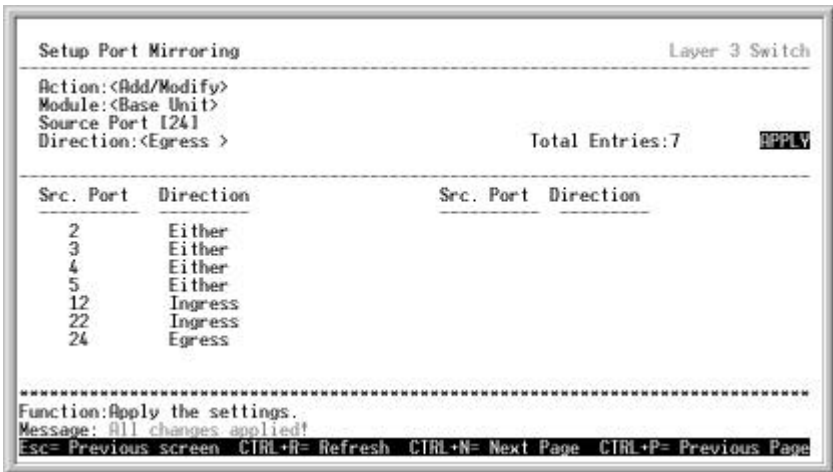 Setup Port Mirroring Layer 3 Switch
Action:<Add/Modify>
Module:<Base Unit>
Source Port [24]
Direction:<Egress > Total Entries:7 APPLY
Src. Port Direction Src. Port Direction
2 Either
3 Either
4 Either
5 Either
12 Ingress
22 Ingress
24 Egress
Function:Apply the settings.
Message: All changes applied!
Esc= Previous screen CTRL+R= Refresh CTRL+N= Next Page CTRL+P= Previous Page